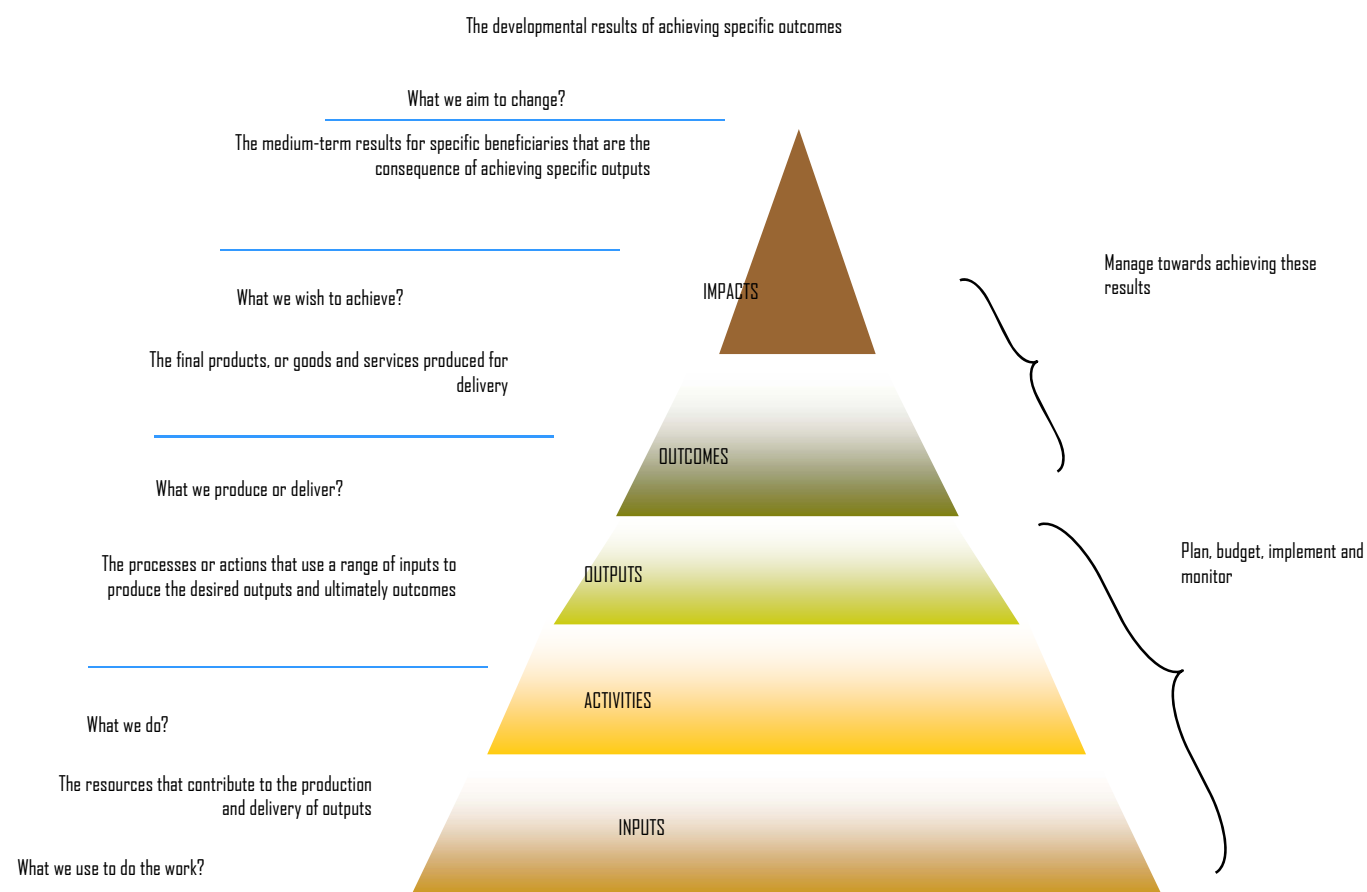 The developmental results of achieving specific outcomes
What we aim to change?
The medium-term results for specific beneficiaries that are the
consequence of achieving specific outputs
Manage towards achieving these
results
IMPACTS
What we wish to achieve?
The final products, or goods and services produced for
delivery
OUTCOMES
What we produce or deliver?
Plan, budget, implement and
monitor
The processes or actions that use a range of inputs to
produce the desired outputs and ultimately outcomes
OUTPUTS
ACTIVITIES
What we do?
The resources that contribute to the production
and delivery of outputs
INPUTS
What we use to do the work?